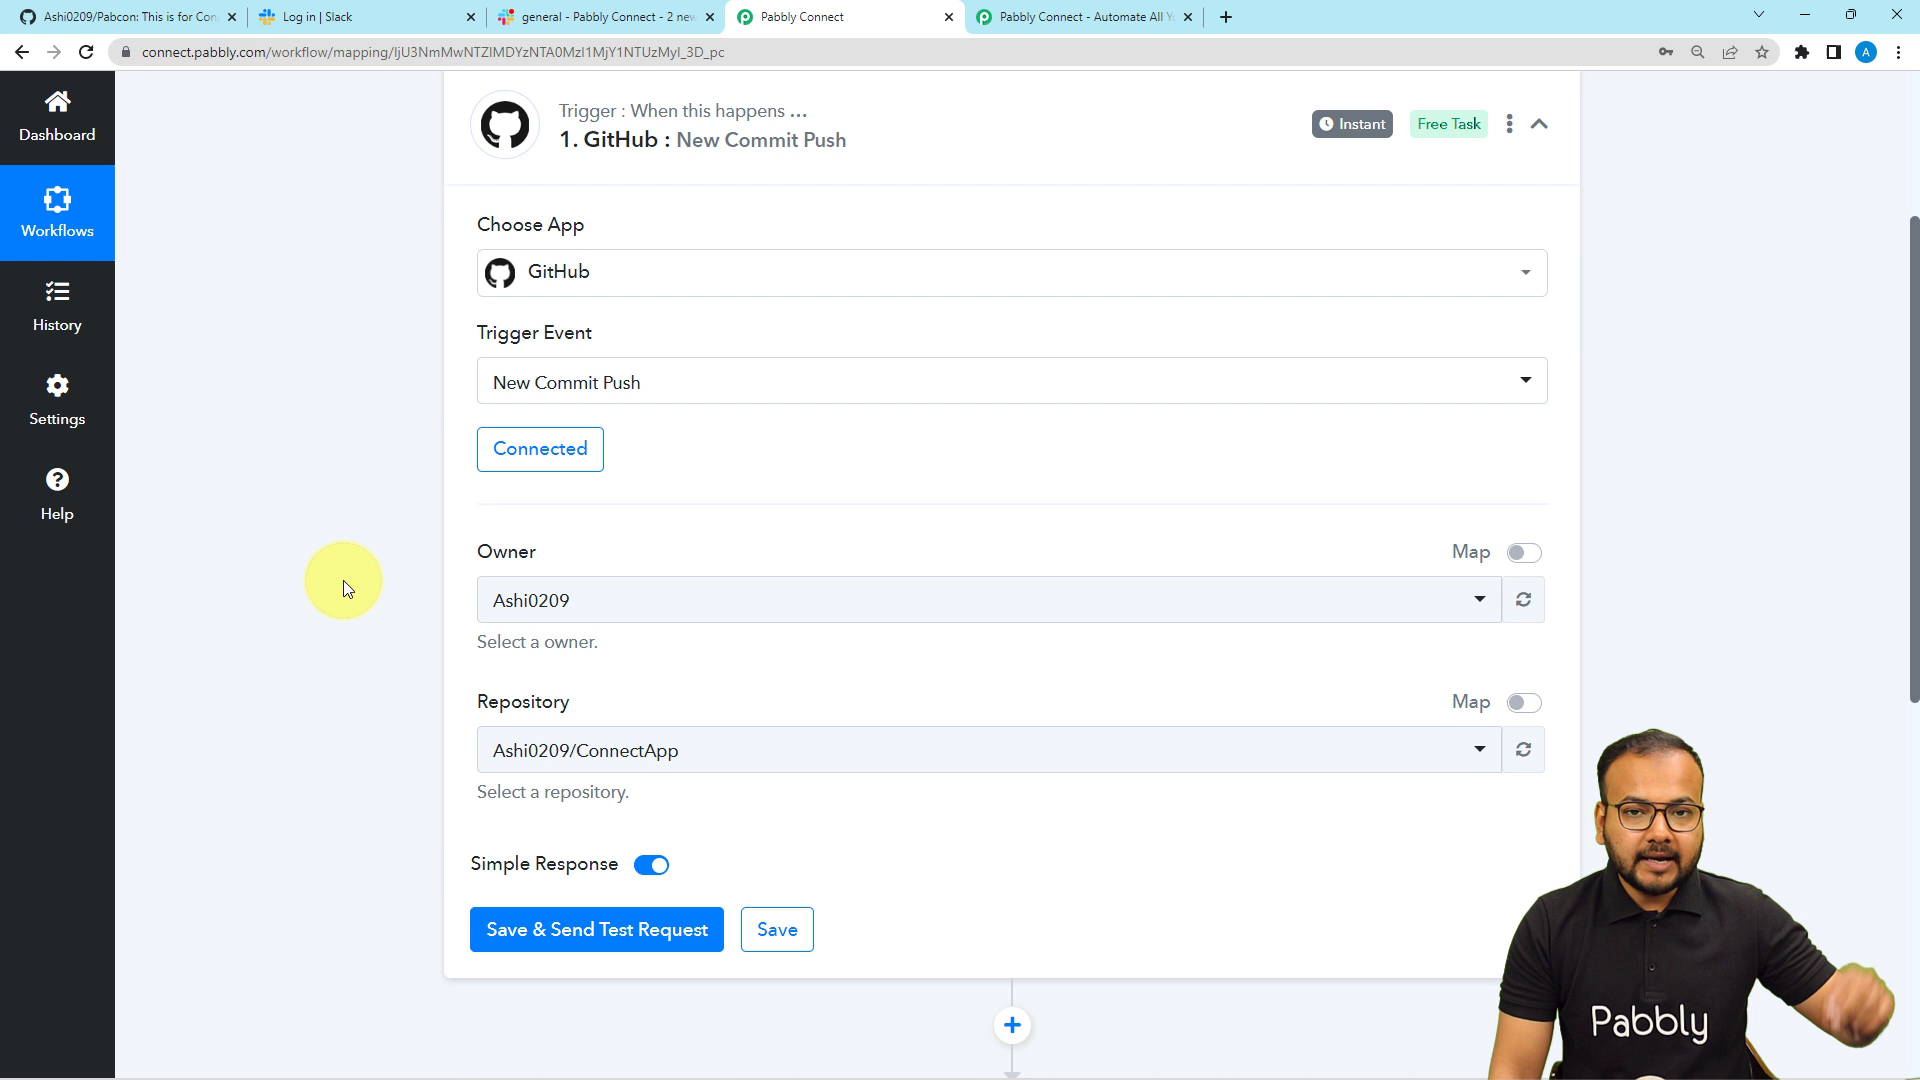 Ashi0209/Pabcon: This is for Con
Log in | Slack
general - Pabbly Connect - 2 new
Pabbly Connect
Pabbly Connect - Automate All Y
connect.pabbly.com/workflow/mapping/IjU3NmMwNTZlMDYzNTA0MzI1MjY1NTUzMyI_3D_pc
A
Dashboard
Workflows
History
Settings
Help
Trigger : When this happens ...
1. GitHub : New Commit Push
Instant
Free Task
Choose App
GitHub
Trigger Event
New Commit Push
Connected
Owner
Map
Ashi0209
Select a owner.
Repository
Map
Ashi0209/ConnectApp
Select a repository.
Simple Response
Save & Send Test Request
Save
Pabbly